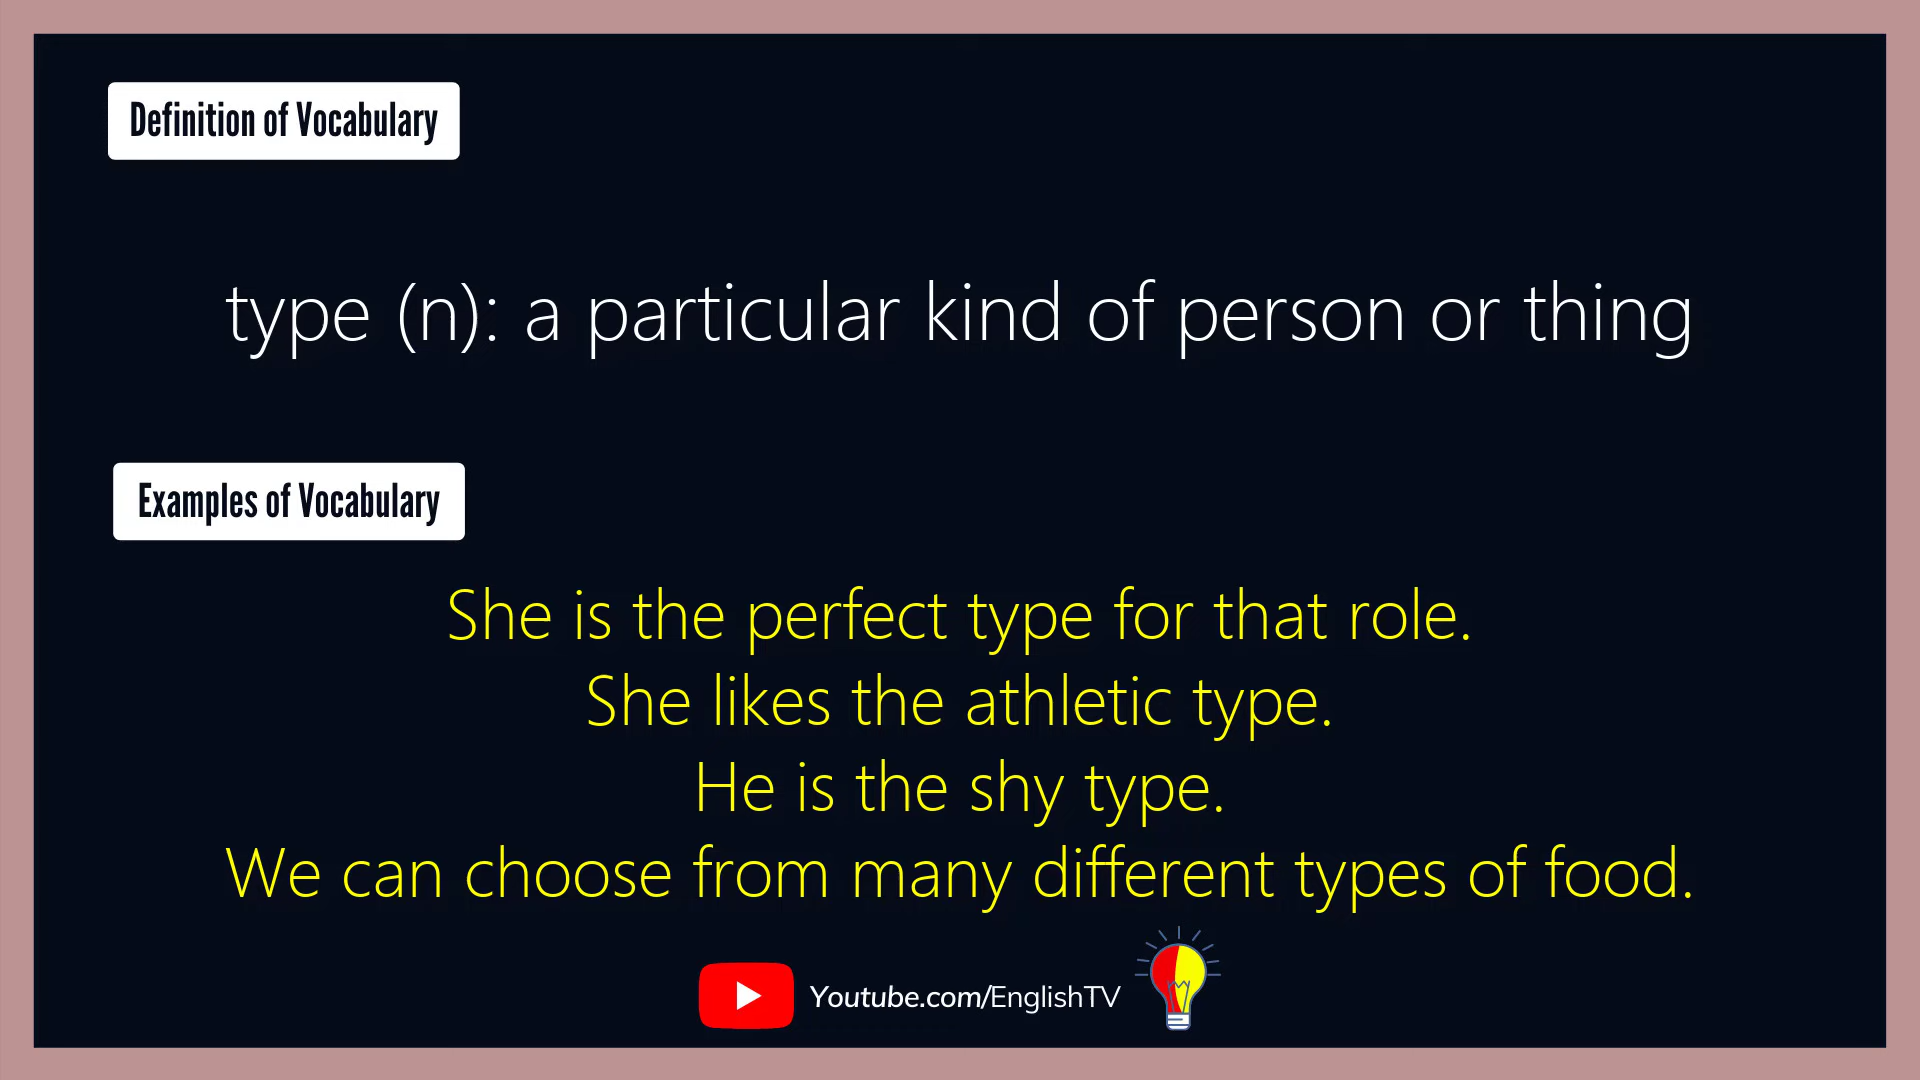 Definition of Vocabulary
type (n): a particular kind of person or thing
Examples of Vocabulary
She is the perfect type for that role.
She likes the athletic type.
He is the shy type.
We can choose from many different types of food.
Youtube.com/EnglishTV